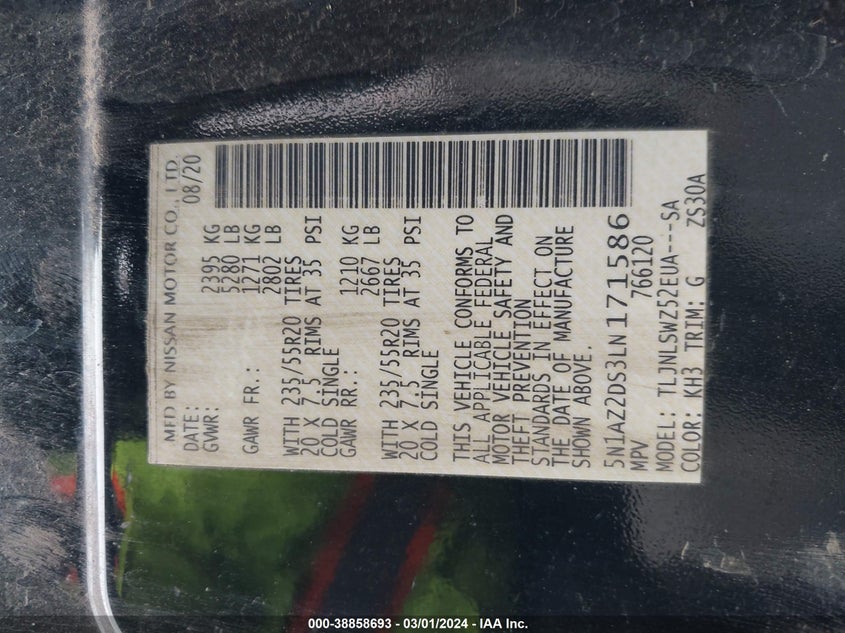 MFD BY NISSAN MOTOR CO., LTD.
DATE: 08/20
GVWR: 2395 KG
5280 LB
GAWR FR.: 1271 KG
2802 LB
WITH 235/55R20 TIRES
20 X 7.5 RIMS AT 35 PSI
COLD SINGLE
GAWR RR.: 1210 KG
2667 LB
WITH 235/55R20 TIRES
20 X 7.5 RIMS AT 35 PSI
COLD SINGLE
THIS VEHICLE CONFORMS TO
ALL APPLICABLE FEDERAL
MOTOR VEHICLE SAFETY AND
THEFT PREVENTION
STANDARDS IN EFFECT ON
THE DATE OF MANUFACTURE
SHOWN ABOVE.
5N1AZ2DS3LN171586
MPV 766120
MODEL: TLJNLSWZ52EUA---SA
COLOR: KH3 TRIM: G ZS30A
000-38858693 - 03/01/2024 - IAA Inc.